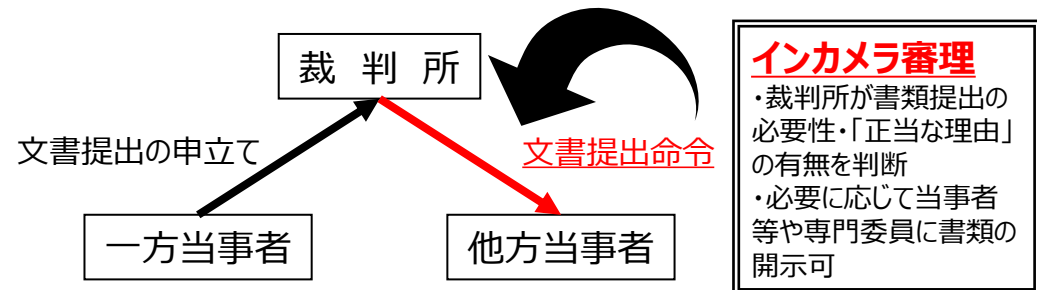 裁 判 所
文書提出の申立て
文書提出命令
一方当事者
他方当事者
インカメラ審理
・裁判所が書類提出の
必要性・「正当な理由」
の有無を判断
・必要に応じて当事者
等や専門委員に書類の
開示可